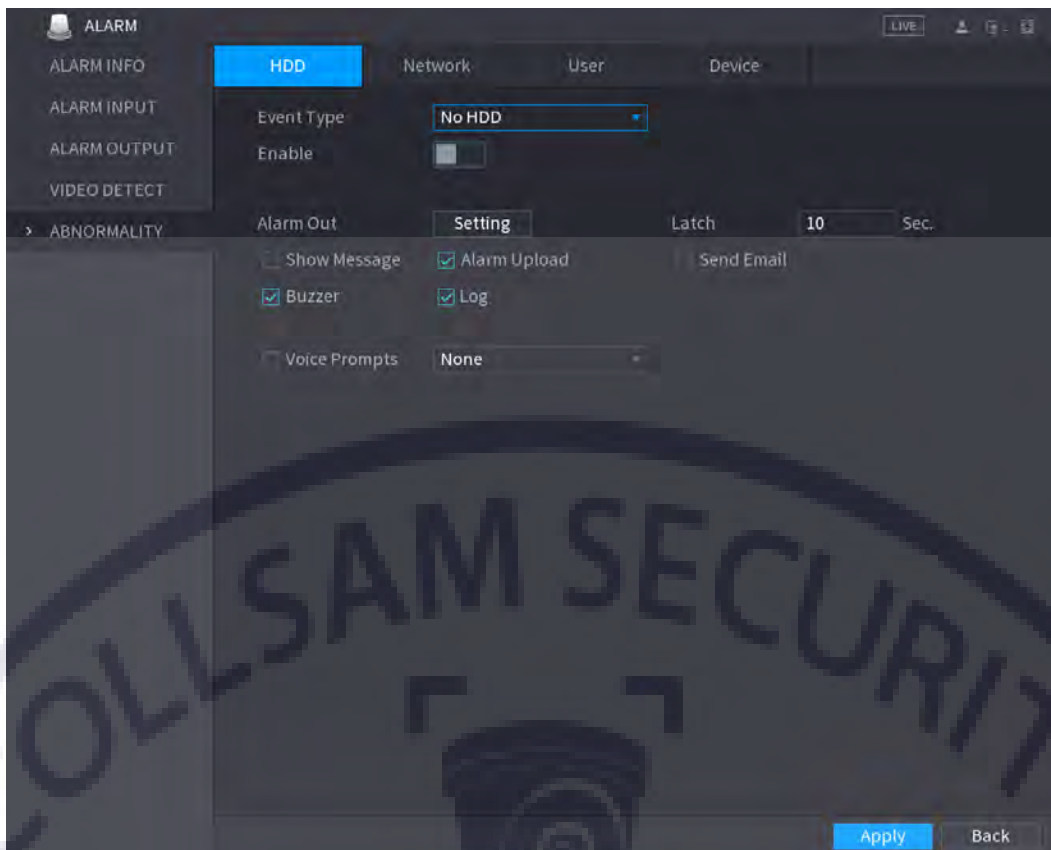 ALARM
LIVE
ALARM INFO
ALARM INPUT
ALARM OUTPUT
VIDEO DETECT
> ABNORMALITY
HDD Network User Device
Event Type No HDD
Enable
Alarm Out Setting Latch 10 Sec.
Show Message Alarm Upload Send Email
Buzzer Log
Voice Prompts None
OLLSAM SECURIT
Apply Back